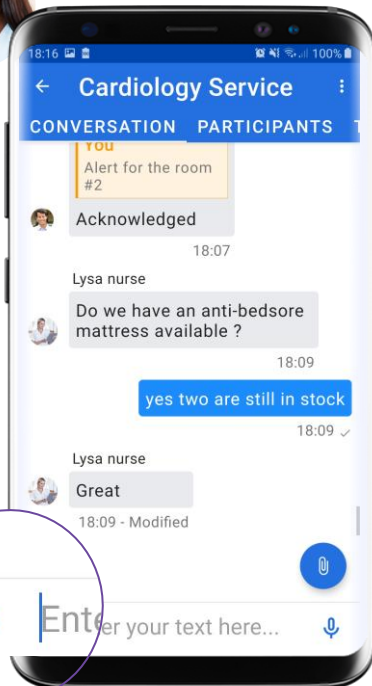 18:16 100%
Cardiology Service
CONVERSATION PARTICIPANTS
You
Alert for the room
#2
Acknowledged
18:07
Lysa nurse
Do we have an anti-bedsore
mattress available ?
18:09
yes two are still in stock
18:09
Lysa nurse
Great
18:09 - Modified
Enter your text here...